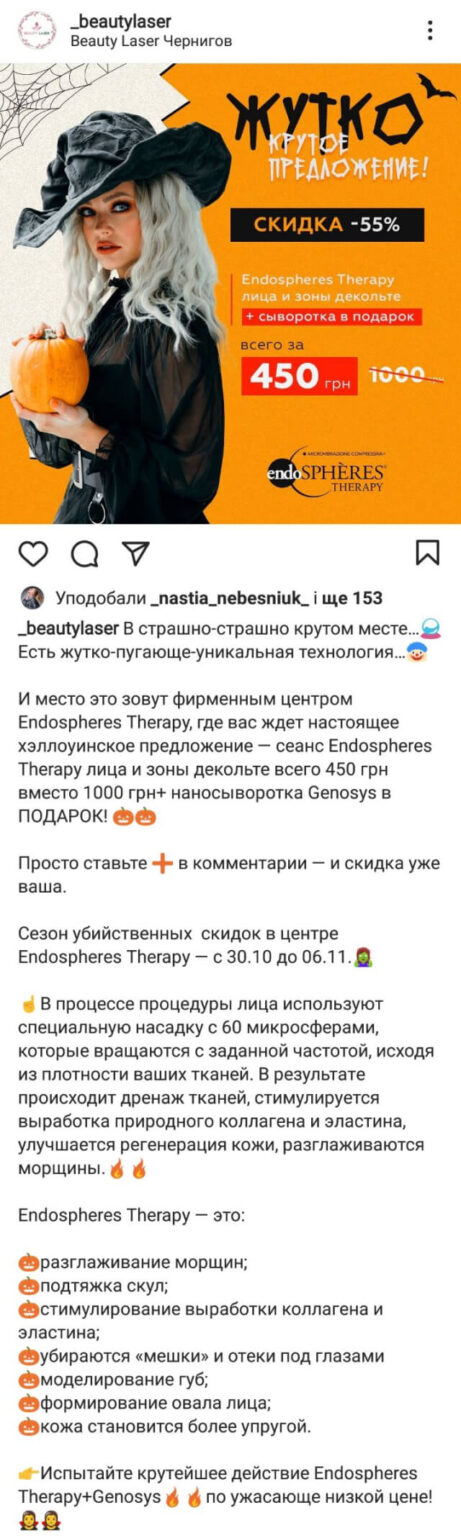 _beautylaser
Beauty Laser Чернигов
BEAUTY LASER
ЖУТКО
КРУТОЕ
ПРЕДЛОЖЕНИЕ!
СКИДКА -55%
Endospheres Therapy
лица и зоны декольте
+ сыворотка в подарок
всего за
450 грн 1000 грн
endoSPHÈRES
THERAPY
Уподобали _nastia_nebesniuk_ і ще 153
_beautylaser В страшно-страшно крутом месте...🔮
Есть жутко-пугающе-уникальная технология...🤡
И место это зовут фирменным центром
Endospheres Therapy, где вас ждет настоящее
хэллоуинское предложение — сеанс Endospheres
Therapy лица и зоны декольте всего 450 грн
вместо 1000 грн+ наносыворотка Genosys в
ПОДАРОК! 🎃🎃
Просто ставьте ➕ в комментарии — и скидка уже
ваша.
Сезон убийственных скидок в центре
Endospheres Therapy — с 30.10 до 06.11.🧟‍♀️
☝️В процессе процедуры лица используют
специальную насадку с 60 микросферами,
которые вращаются с заданной частотой, исходя
из плотности ваших тканей. В результате
происходит дренаж тканей, стимулируется
выработка природного коллагена и эластина,
улучшается регенерация кожи, разглаживаются
морщины.🔥🔥
Endospheres Therapy — это:
🎃разглаживание морщин;
🎃подтяжка скул;
🎃стимулирование выработки коллагена и
эластина;
🎃убираются «мешки» и отеки под глазами
🎃моделирование губ;
🎃формирование овала лица;
🎃кожа становится более упругой.
👉Испытайте крутейшее действие Endospheres
Therapy+Genosys🔥🔥по ужасающе низкой цене!
🧛‍♀️🧛‍♀️